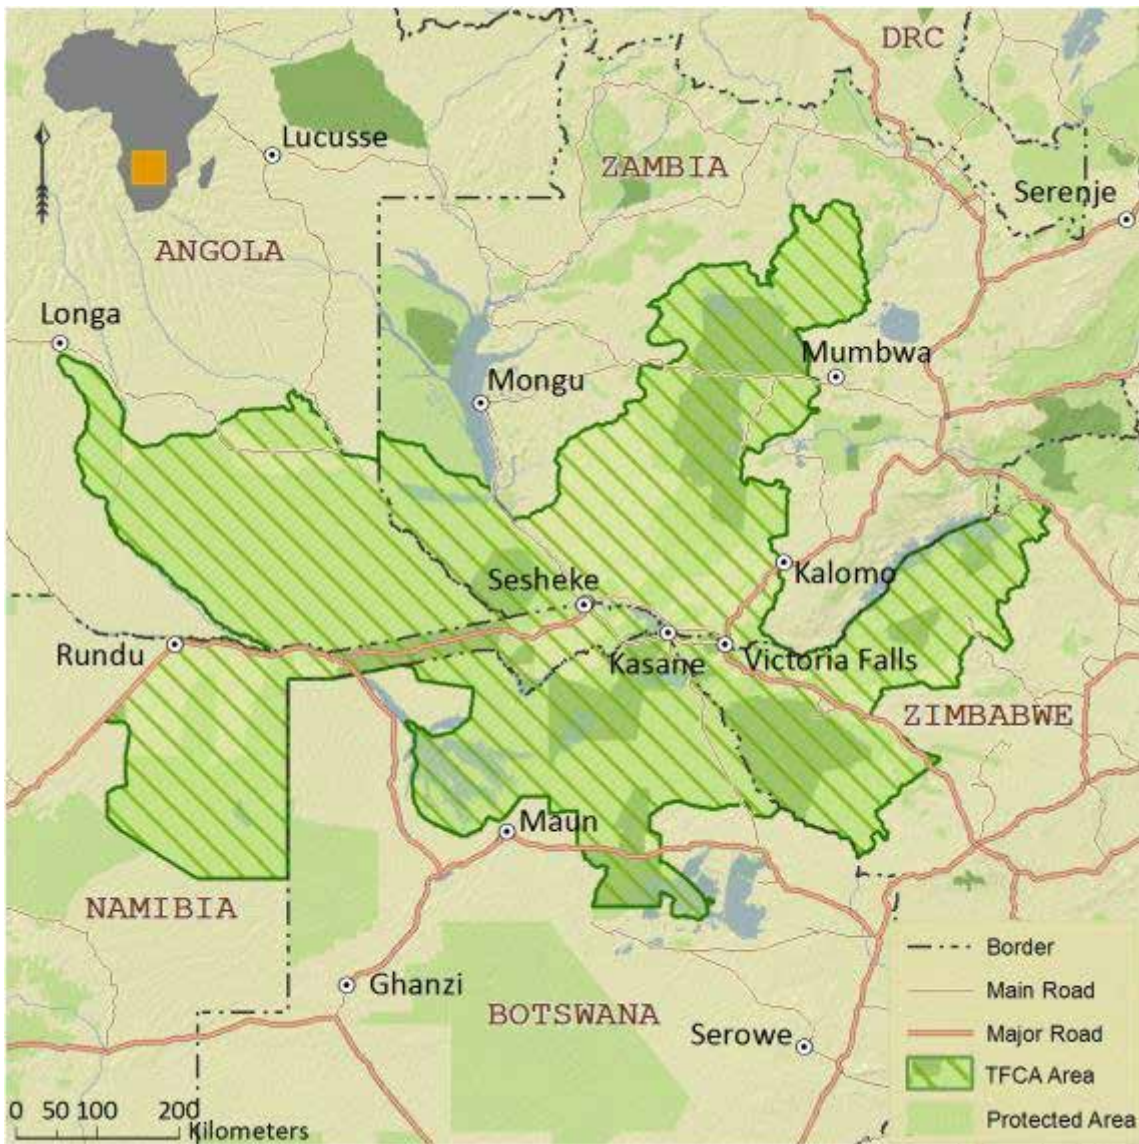 DRC
Lucusse
ZAMBIA
Serenje
ANGOLA
Longa
Mumbwa
Mongu
Sesheke
Kalomo
Rundu
Kasane
Victoria Falls
ZIMBABWE
Maun
NAMIBIA
Ghanzi
BOTSWANA
Serowe
Border
Main Road
Major Road
TFCA Area
Protected Area
0 50 100 200
Kilometers